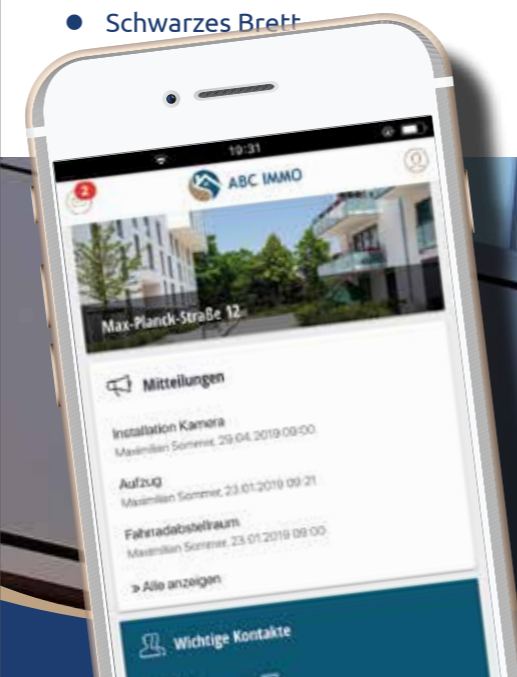 Schwarzes Brett
19:31
2
ABC IMMO
Max-Planck-Straße 12
Mitteilungen
Installation Kamera
Maximilian Sommer, 29.04.2019 09:00
Aufzug
Maximilian Sommer, 23.01.2019 09:21
Fahrradabstellraum
Maximilian Sommer, 23.01.2019 09:00
» Alle anzeigen
Wichtige Kontakte